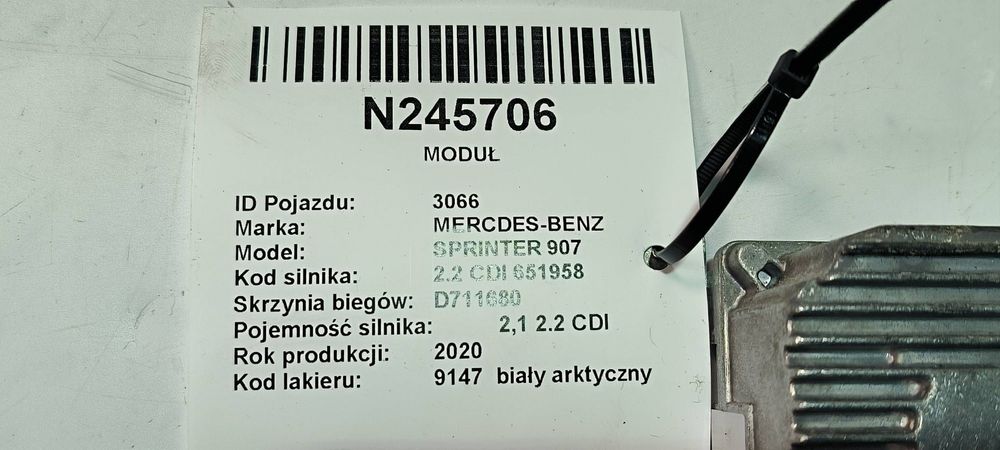 N245706
MODUŁ
ID Pojazdu: 3066
Marka: MERCDES-BENZ
Model: SPRINTER 907
Kod silnika: 2.2 CDI 651958
Skrzynia biegów: D711680
Pojemność silnika: 2,1 2.2 CDI
Rok produkcji: 2020
Kod lakieru: 9147 biały arktyczny